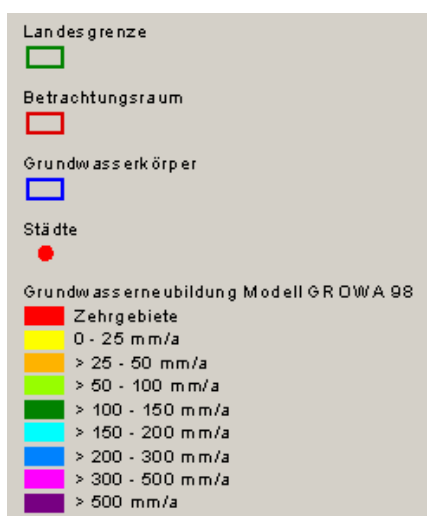 Landesgrenze
Betrachtungsraum
Grundwasserkörper
Städte
Grundwasserneubildung Modell GROWA 98
Zehrgebiete
0 - 25 mm/a
> 25 - 50 mm/a
> 50 - 100 mm/a
> 100 - 150 mm/a
> 150 - 200 mm/a
> 200 - 300 mm/a
> 300 - 500 mm/a
> 500 mm/a